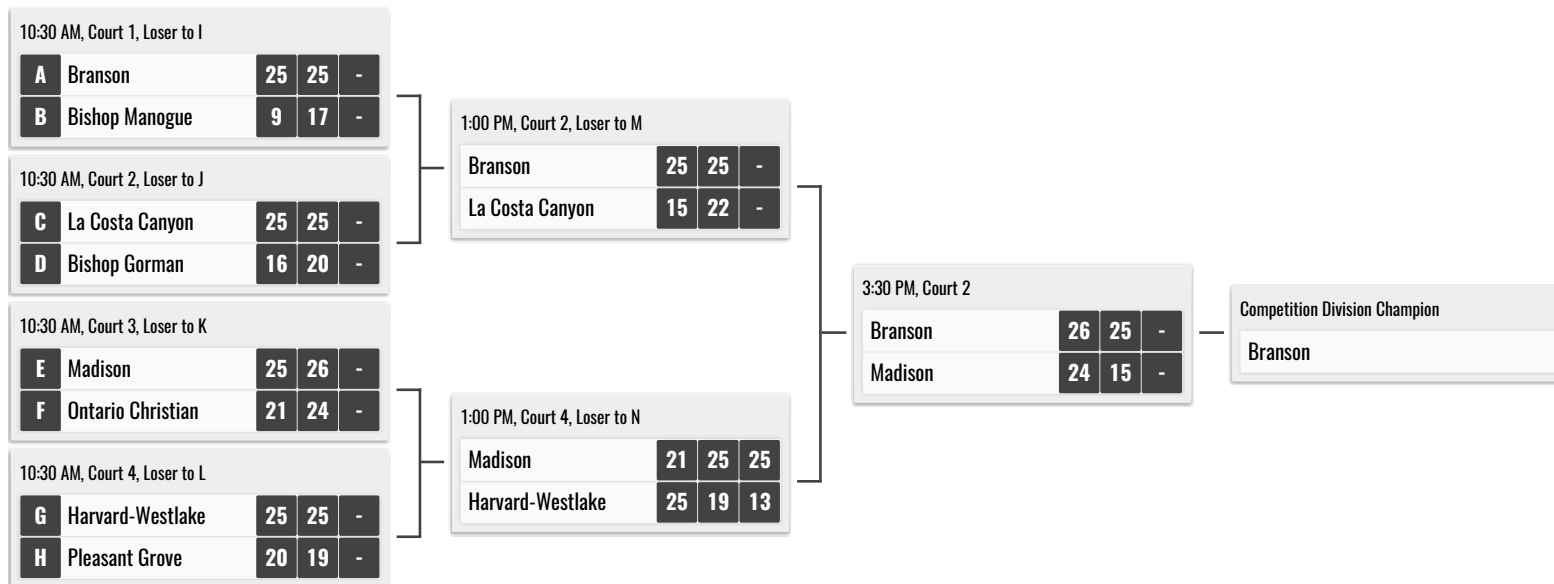 10:30 AM, Court 1, Loser to I
A Branson 25 25 -
B Bishop Manogue 9 17 -
10:30 AM, Court 2, Loser to J
C La Costa Canyon 25 25 -
D Bishop Gorman 16 20 -
10:30 AM, Court 3, Loser to K
E Madison 25 26 -
F Ontario Christian 21 24 -
10:30 AM, Court 4, Loser to L
G Harvard-Westlake 25 25 -
H Pleasant Grove 20 19 -
1:00 PM, Court 2, Loser to M
Branson 25 25 -
La Costa Canyon 15 22 -
1:00 PM, Court 4, Loser to N
Madison 21 25 25
Harvard-Westlake 25 19 13
3:30 PM, Court 2
Branson 26 25 -
Madison 24 15 -
Competition Division Champion
Branson